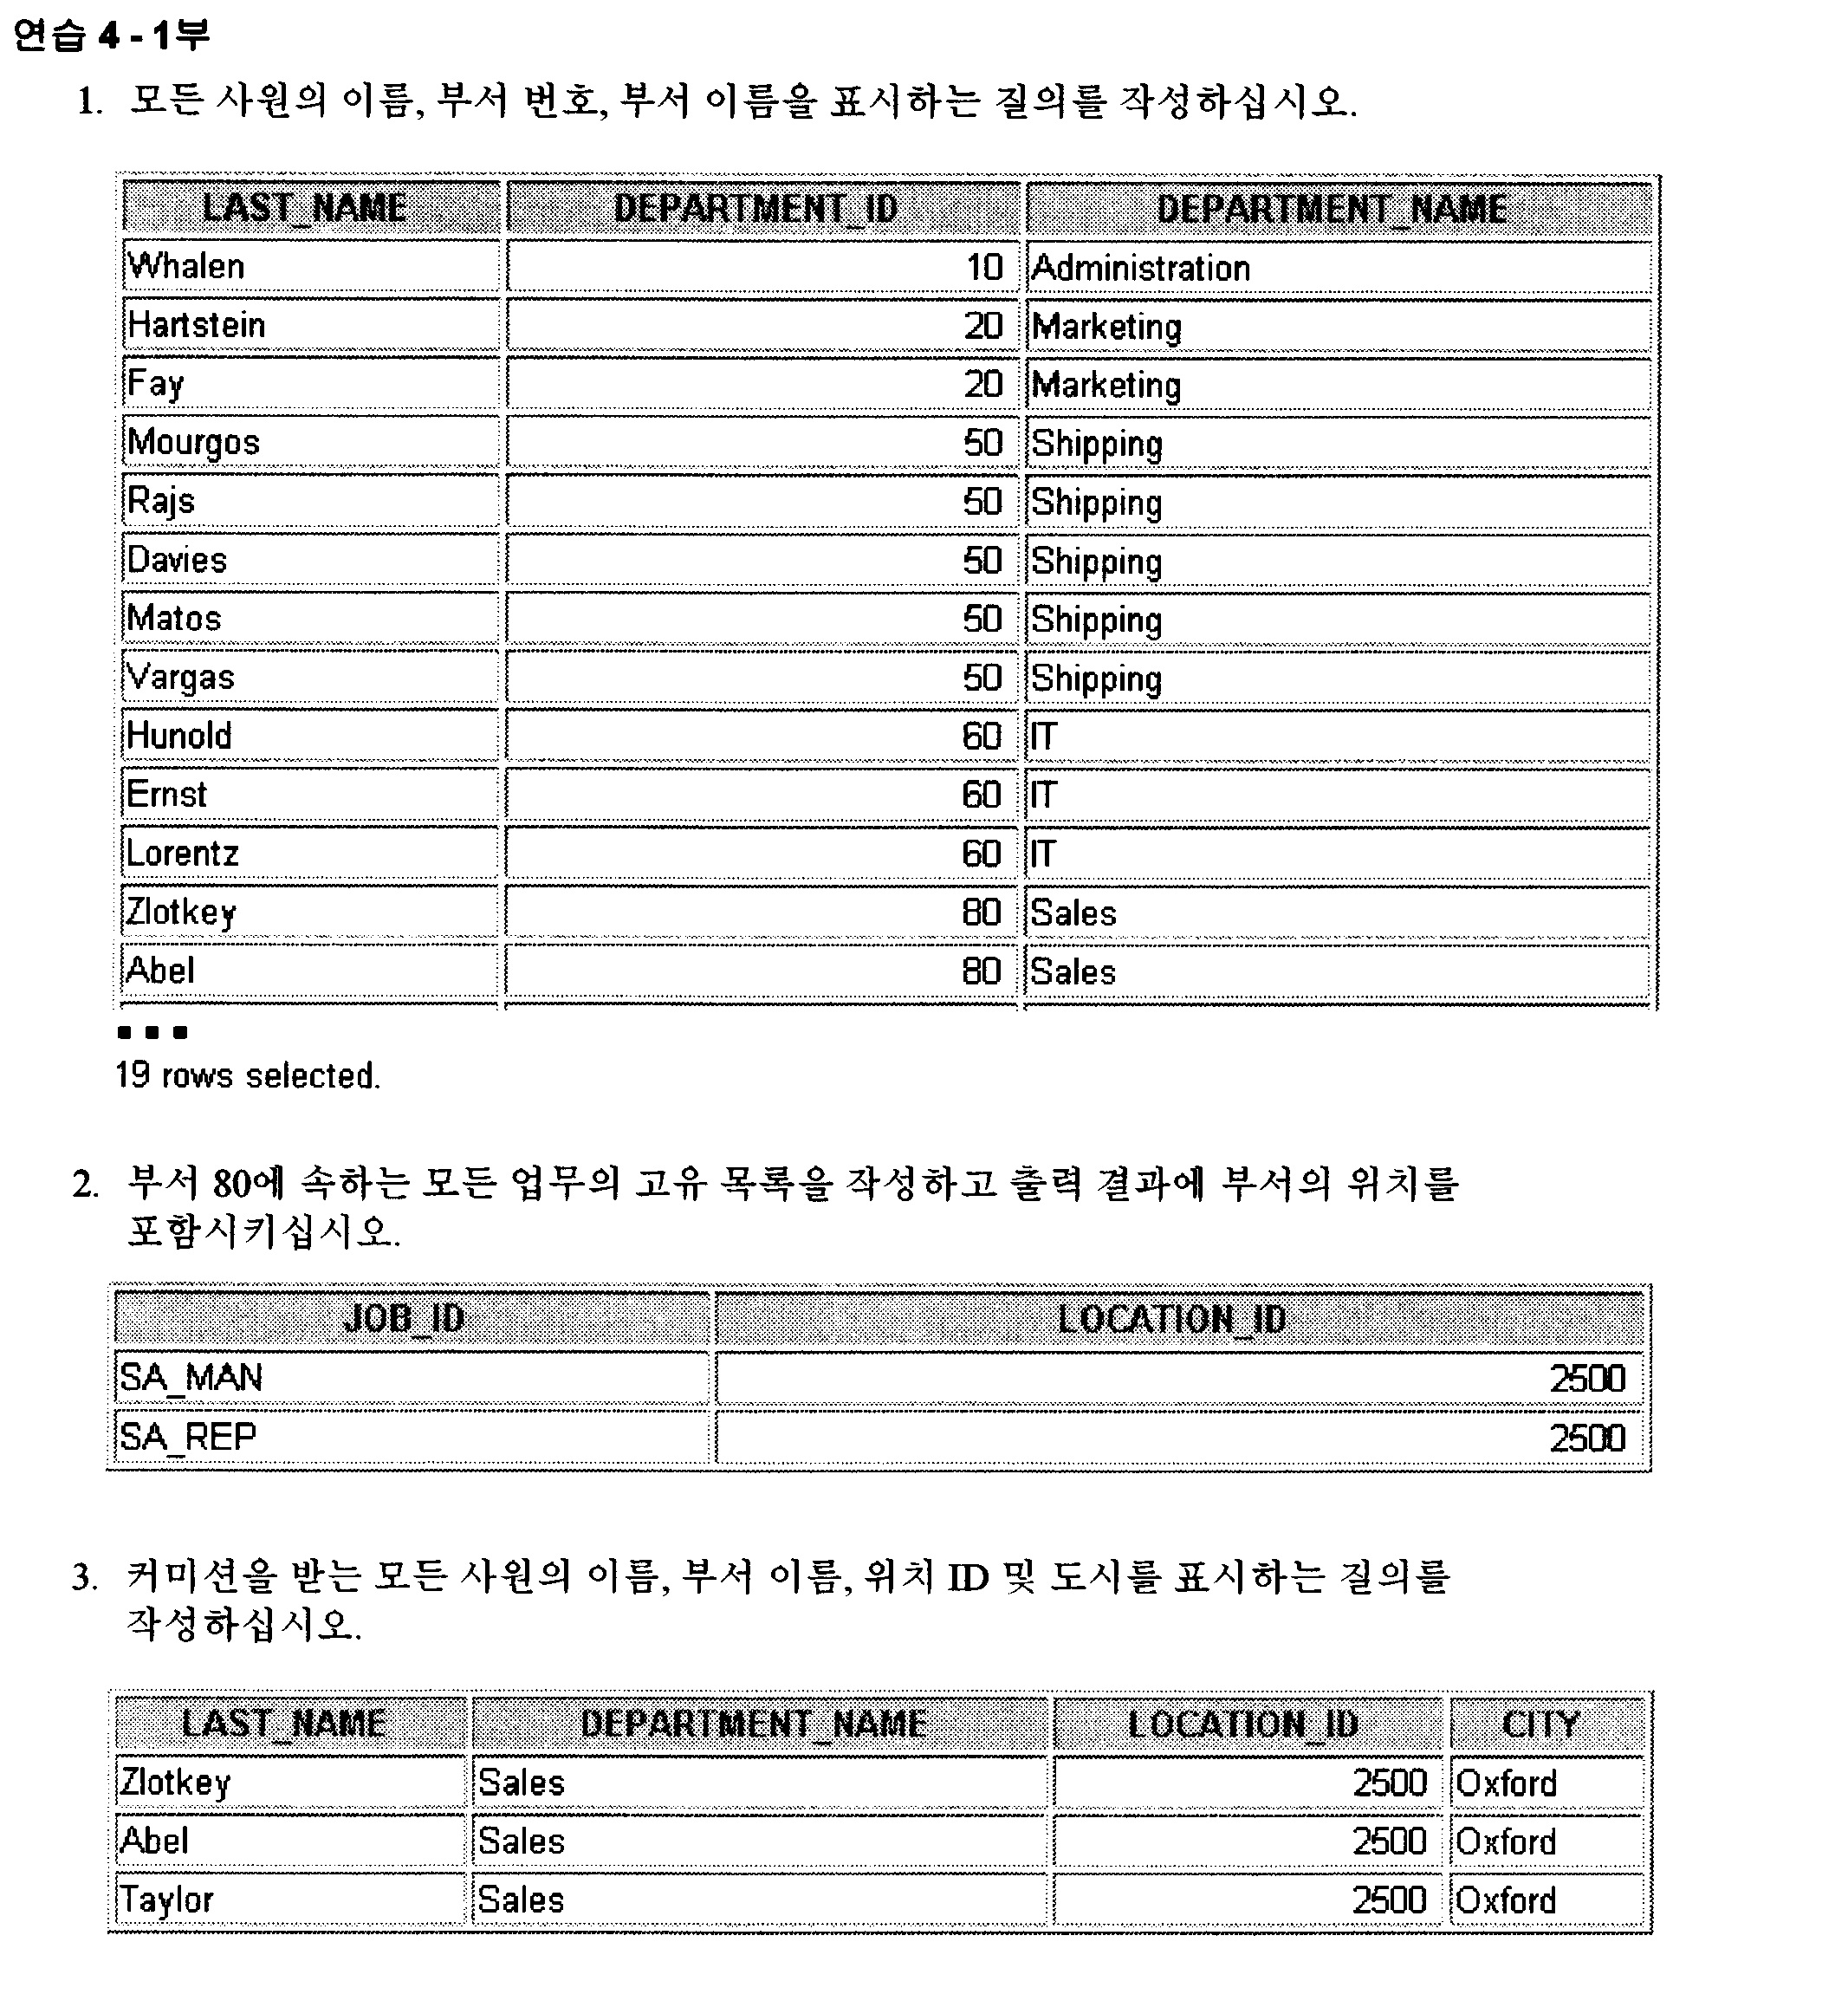 연습 4 - 1부
1. 모든 사원의 이름, 부서 번호, 부서 이름을 표시하는 질의를 작성하십시오.
LAST_NAME DEPARTMENT_ID DEPARTMENT_NAME
Whalen 10 Administration
Hartstein 20 Marketing
Fay 20 Marketing
Mourgos 50 Shipping
Rajs 50 Shipping
Davies 50 Shipping
Matos 50 Shipping
Vargas 50 Shipping
Hunold 60 IT
Ernst 60 IT
Lorentz 60 IT
Zlotkey 80 Sales
Abel 80 Sales
...
19 rows selected.
2. 부서 80에 속하는 모든 업무의 고유 목록을 작성하고 출력 결과에 부서의 위치를
포함시키십시오.
JOB_ID LOCATION_ID
SA_MAN 2500
SA_REP 2500
3. 커미션을 받는 모든 사원의 이름, 부서 이름, 위치 ID 및 도시를 표시하는 질의를
작성하십시오.
LAST_NAME DEPARTMENT_NAME LOCATION_ID CITY
Zlotkey Sales 2500 Oxford
Abel Sales 2500 Oxford
Taylor Sales 2500 Oxford